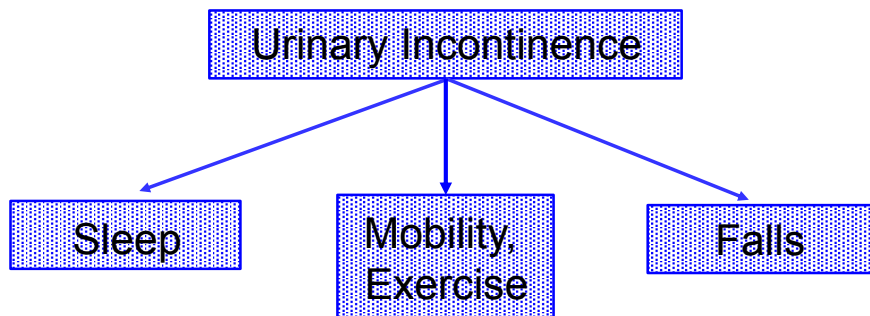 Urinary Incontinence
Sleep
Mobility,
Exercise
Falls